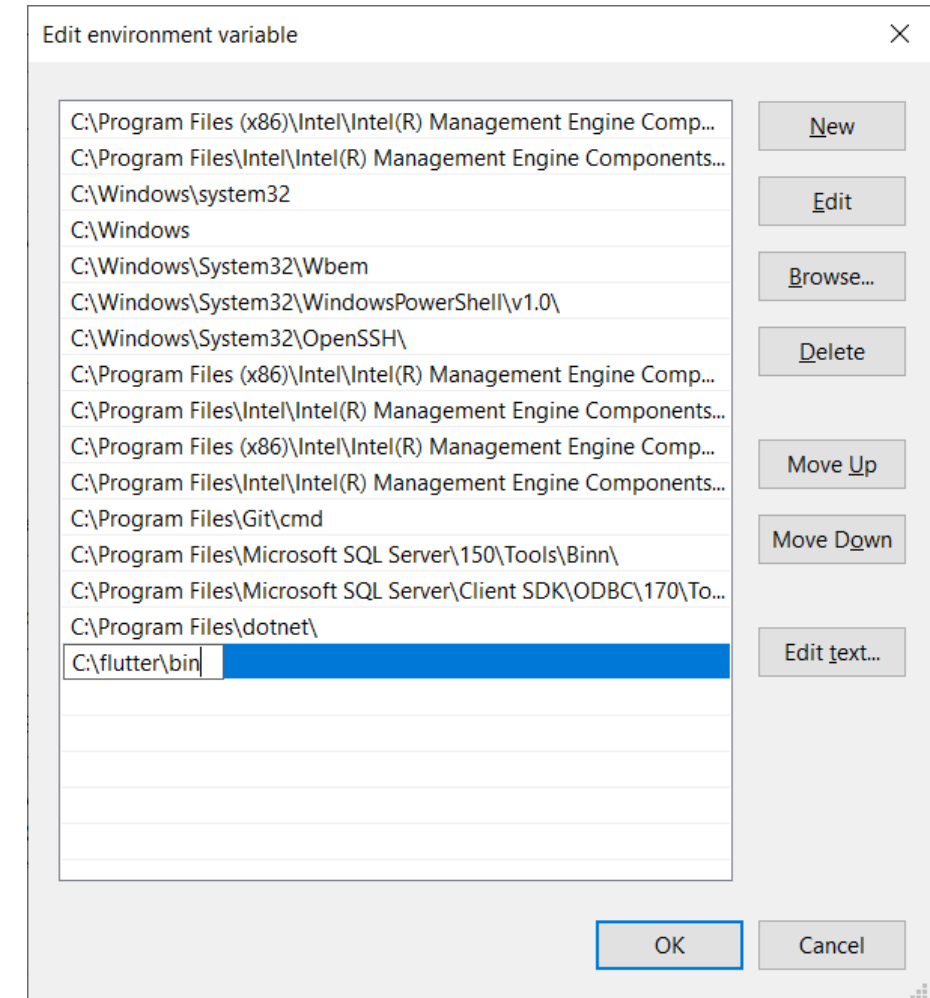 Edit environment variable
C:\Program Files (x86)\Intel\Intel(R) Management Engine Comp...
C:\Program Files\Intel\Intel(R) Management Engine Components...
C:\Windows\system32
C:\Windows
C:\Windows\System32\Wbem
C:\Windows\System32\WindowsPowerShell\v1.0\
C:\Windows\System32\OpenSSH\
C:\Program Files (x86)\Intel\Intel(R) Management Engine Comp...
C:\Program Files\Intel\Intel(R) Management Engine Components...
C:\Program Files (x86)\Intel\Intel(R) Management Engine Comp...
C:\Program Files\Intel\Intel(R) Management Engine Components...
C:\Program Files\Git\cmd
C:\Program Files\Microsoft SQL Server\150\Tools\Binn\
C:\Program Files\Microsoft SQL Server\Client SDK\ODBC\170\To...
C:\Program Files\dotnet\
C:\flutter\bin
New
Edit
Browse...
Delete
Move Up
Move Down
Edit text...
OK
Cancel